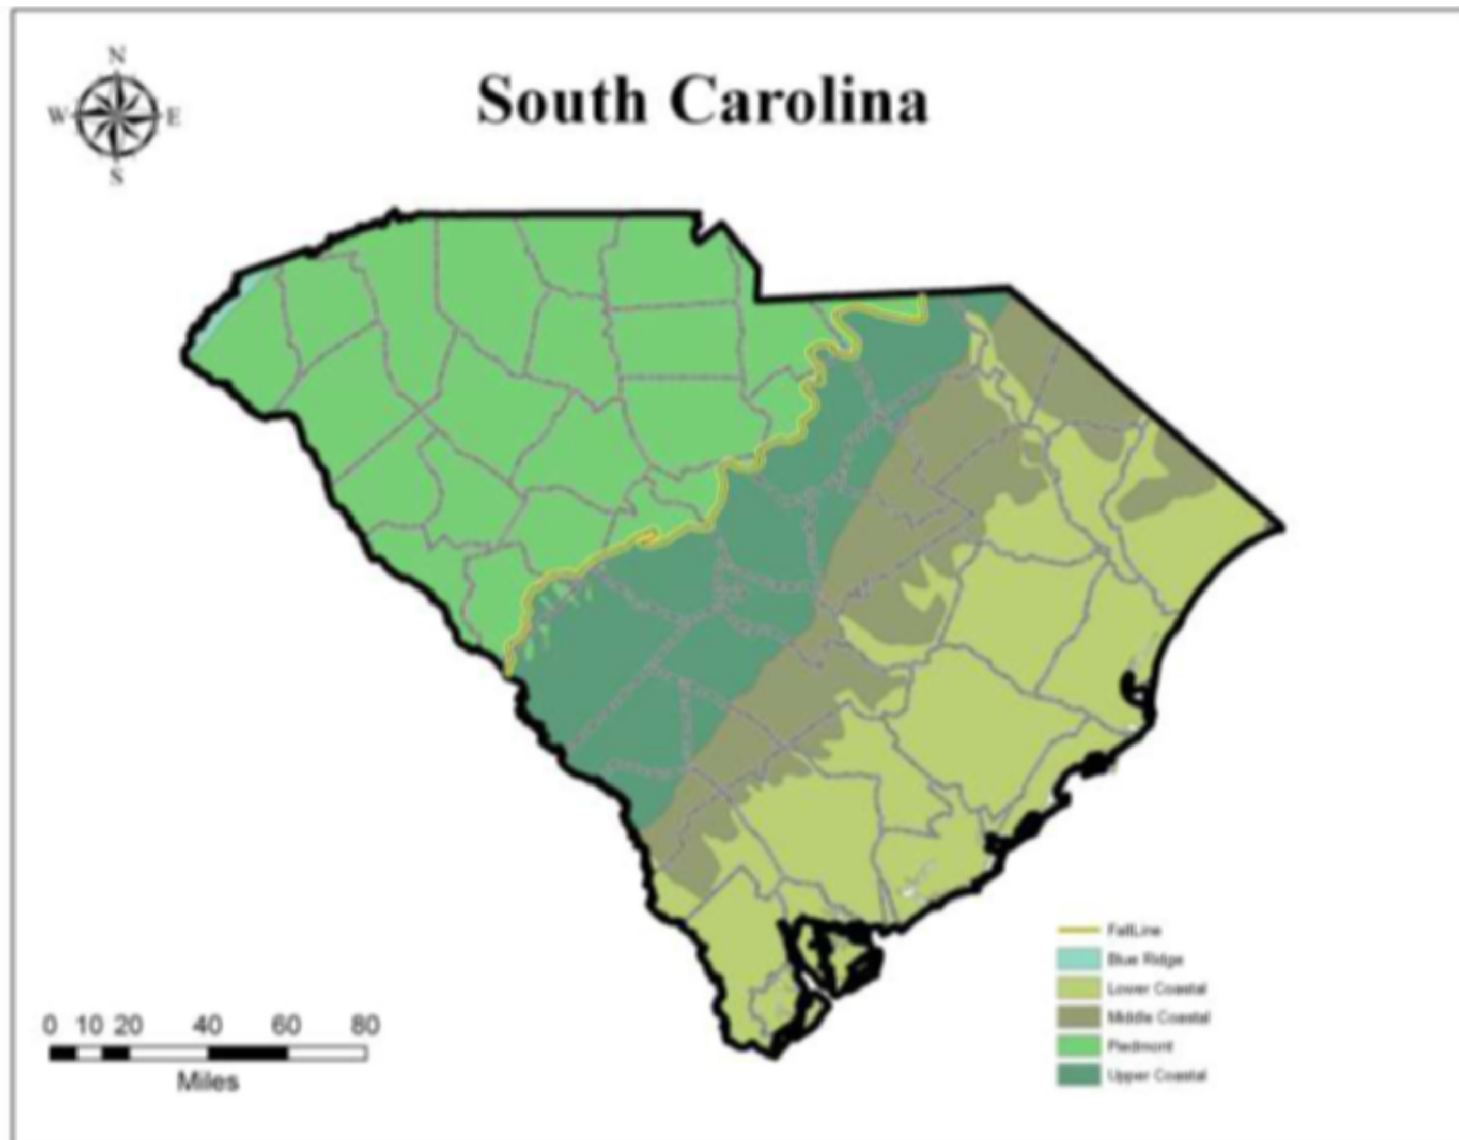 N
South Carolina
W E
S
FallLine
Blue Ridge
Lower Coastal
Middle Coastal
Piedmont
Upper Coastal
0 10 20 40 60 80
Miles